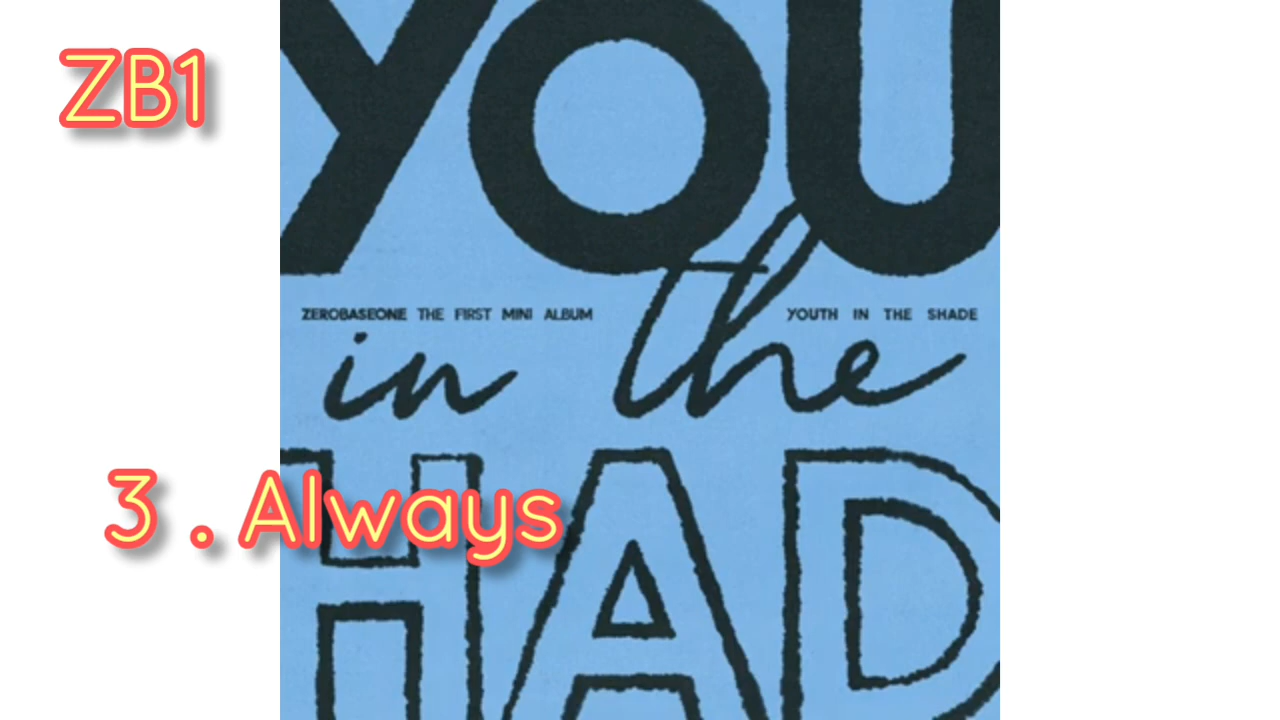 ZB1
YOU
ZEROBASEONE THE FIRST MINI ALBUM YOUTH IN THE SHADE
in the
3 . Always
HAD